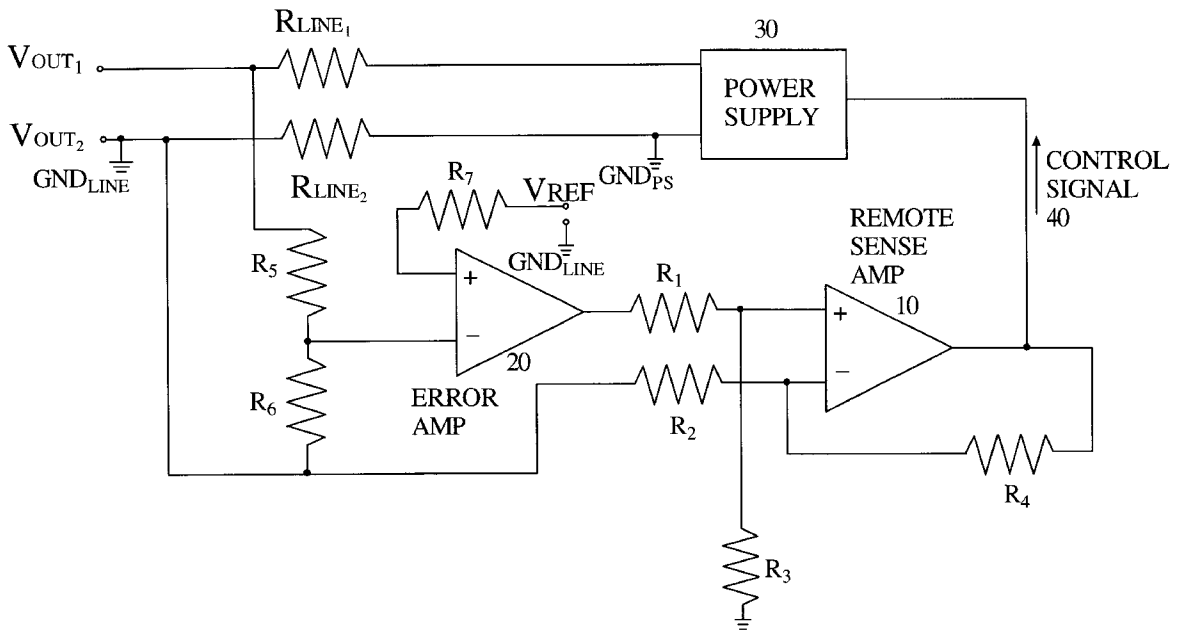 RLINE1
30
VOUT1
POWER
SUPPLY
VOUT2
GNDLINE
RLINE2
GNDPS
CONTROL
SIGNAL
40
R7
VREF
GNDLINE
REMOTE
SENSE
AMP
10
R5
+
−
20
R1
+
−
R6
ERROR
AMP
R2
R4
R3